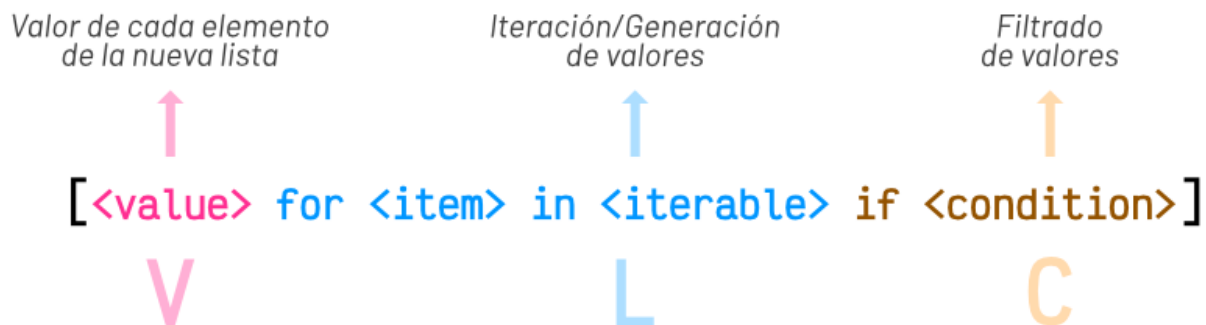 Valor de cada elemento
de la nueva lista
Iteración/Generación
de valores
Filtrado
de valores
[<value> for <item> in <iterable> if <condition>]
V
L
C